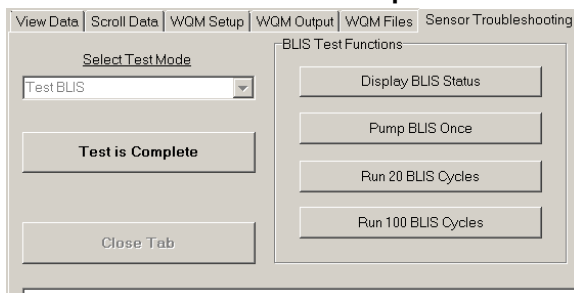 View Data Scroll Data WQM Setup WQM Output WQM Files Sensor Troubleshooting
Select Test Mode
Test BLIS
Test is Complete
Close Tab
BLIS Test Functions
Display BLIS Status
Pump BLIS Once
Run 20 BLIS Cycles
Run 100 BLIS Cycles